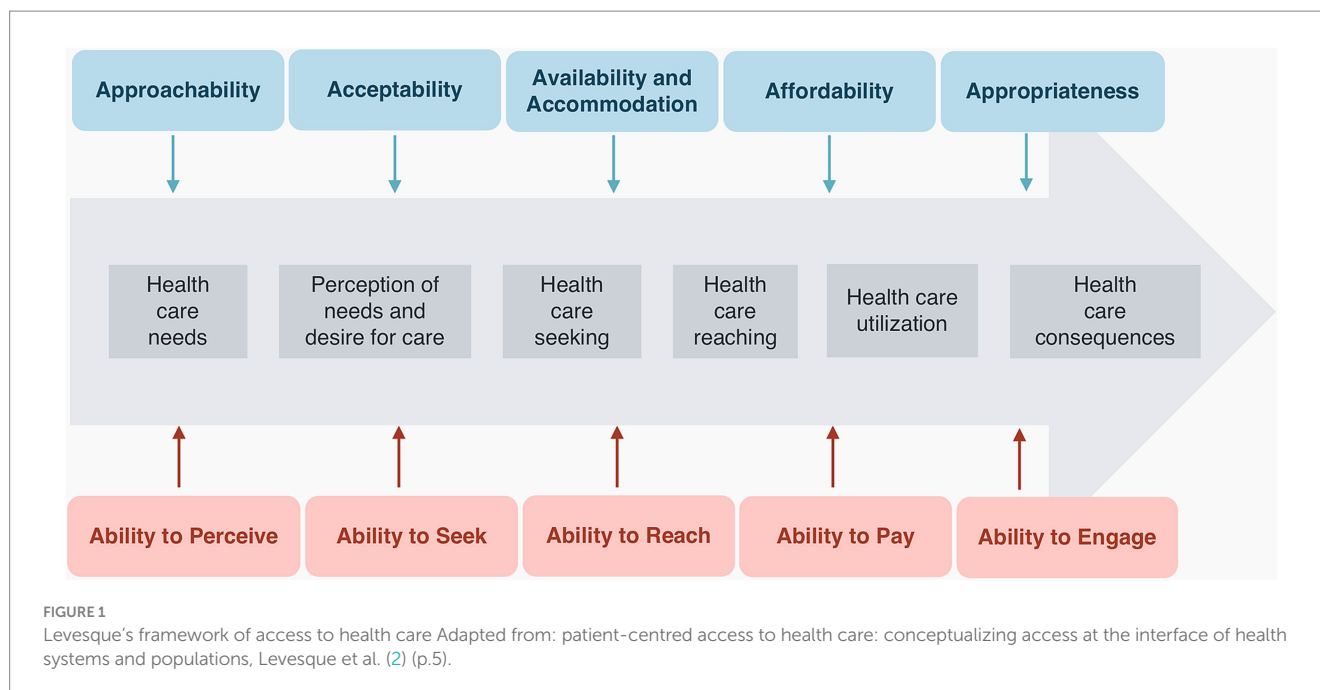 Approachability
Acceptability
Availability and
Accommodation
Affordability
Appropriateness
Health
care
needs
Perception of
needs and
desire for care
Health
care
seeking
Health
care
reaching
Health care
utilization
Health
care
consequences
Ability to Perceive
Ability to Seek
Ability to Reach
Ability to Pay
Ability to Engage
FIGURE 1
Levesque’s framework of access to health care Adapted from: patient-centred access to health care: conceptualizing access at the interface of health
systems and populations, Levesque et al. (2) (p.5).